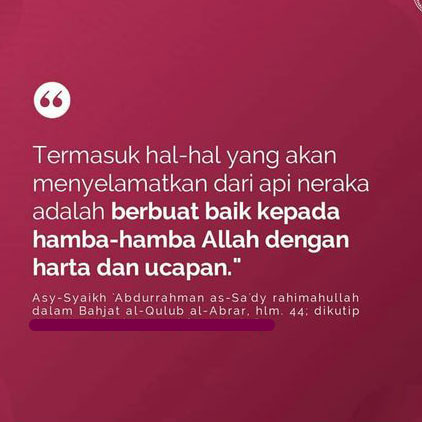 “
Termasuk hal-hal yang akan
menyelamatkan dari api neraka
adalah berbuat baik kepada
hamba-hamba Allah dengan
harta dan ucapan."
Asy-Syaikh ´Abdurrahman as-Sa´dy rahimahullah
dalam Bahjat al-Qulub al-Abrar, hlm. 44; dikutip